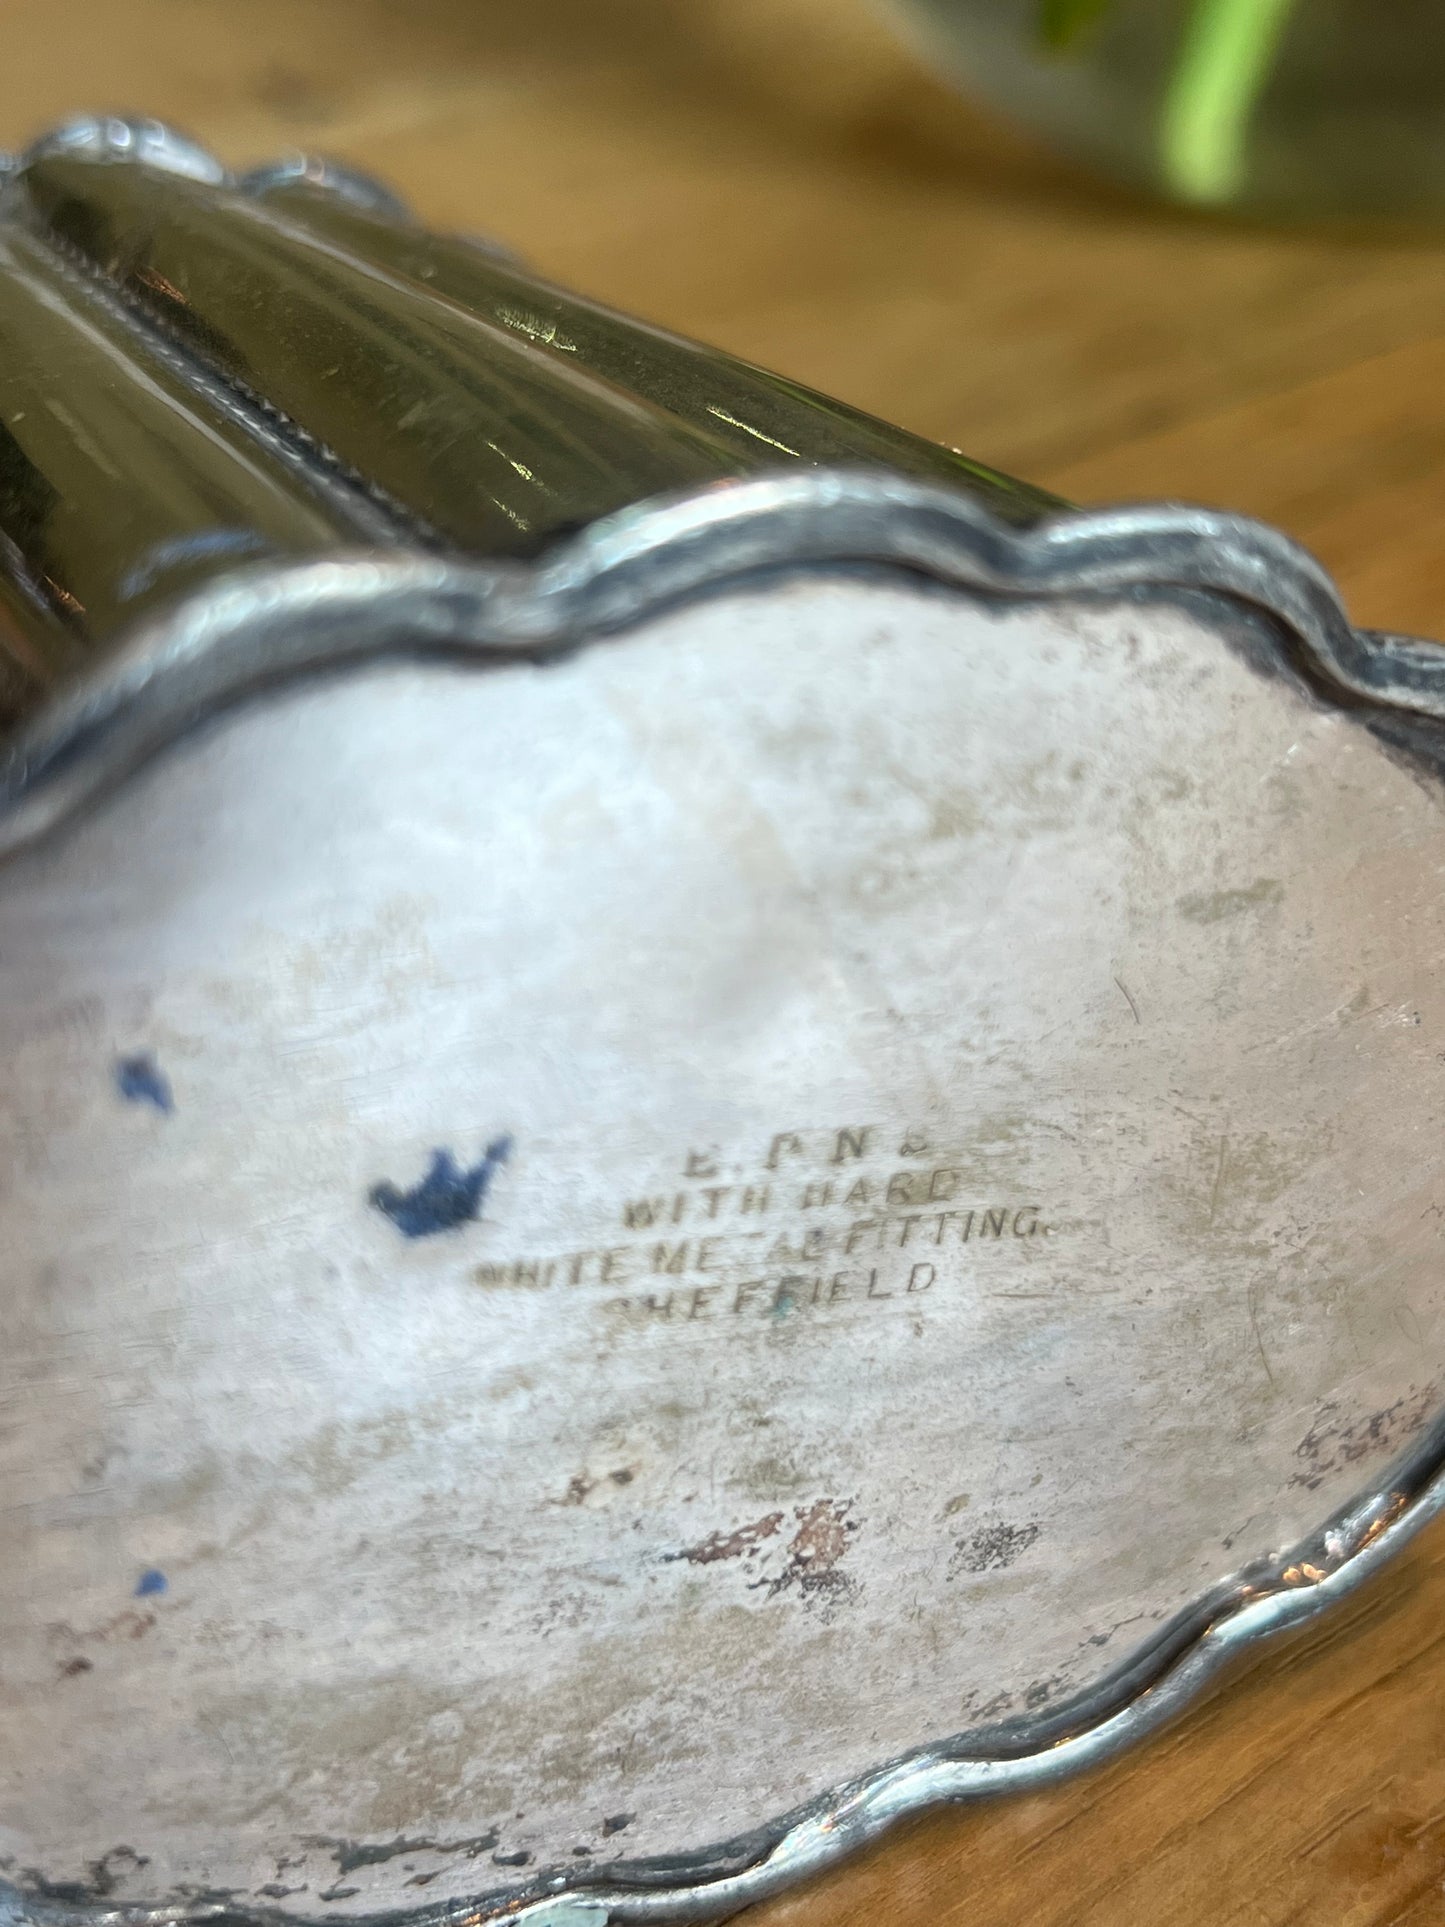 E.P.N.S
WITH HARD
WHITE METAL FITTING
SHEFFIELD